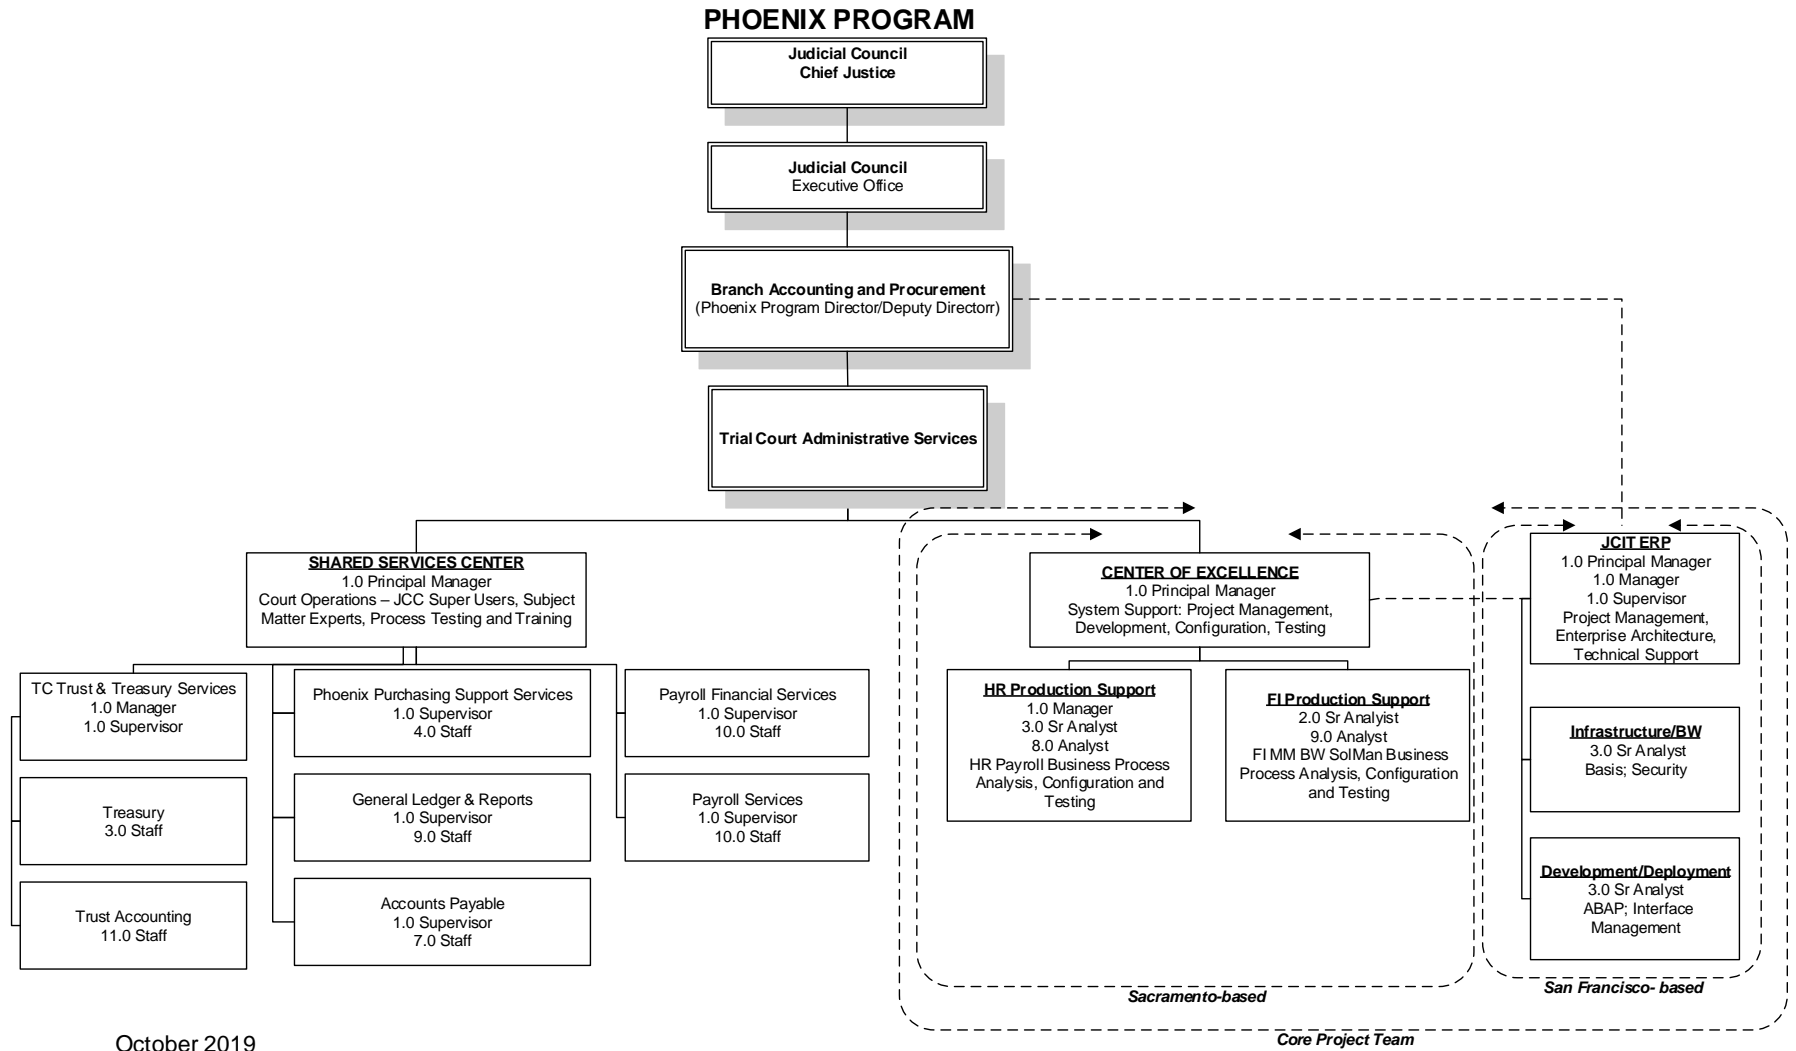 PHOENIX PROGRAM
Judicial Council
Chief Justice
Judicial Council
Executive Office
Branch Accounting and Procurement
(Phoenix Program Director/Deputy Directorr)
Trial Court Administrative Services
SHARED SERVICES CENTER
1.0 Principal Manager
Court Operations – JCC Super Users, Subject
Matter Experts, Process Testing and Training
TC Trust & Treasury Services
1.0 Manager
1.0 Supervisor
Treasury
3.0 Staff
Trust Accounting
11.0 Staff
Phoenix Purchasing Support Services
1.0 Supervisor
4.0 Staff
General Ledger & Reports
1.0 Supervisor
9.0 Staff
Accounts Payable
1.0 Supervisor
7.0 Staff
Payroll Financial Services
1.0 Supervisor
10.0 Staff
Payroll Services
1.0 Supervisor
10.0 Staff
CENTER OF EXCELLENCE
1.0 Principal Manager
System Support: Project Management,
Development, Configuration, Testing
HR Production Support
1.0 Manager
3.0 Sr Analyst
8.0 Analyst
HR Payroll Business Process
Analysis, Configuration and
Testing
FI Production Support
2.0 Sr Analyist
9.0 Analyst
FI MM BW SolMan Business
Process Analysis, Configuration
and Testing
JCIT ERP
1.0 Principal Manager
1.0 Manager
1.0 Supervisor
Project Management,
Enterprise Architecture,
Technical Support
Infrastructure/BW
3.0 Sr Analyst
Basis; Security
Development/Deployment
3.0 Sr Analyst
ABAP; Interface
Management
Sacramento-based
San Francisco- based
Core Project Team
October 2019